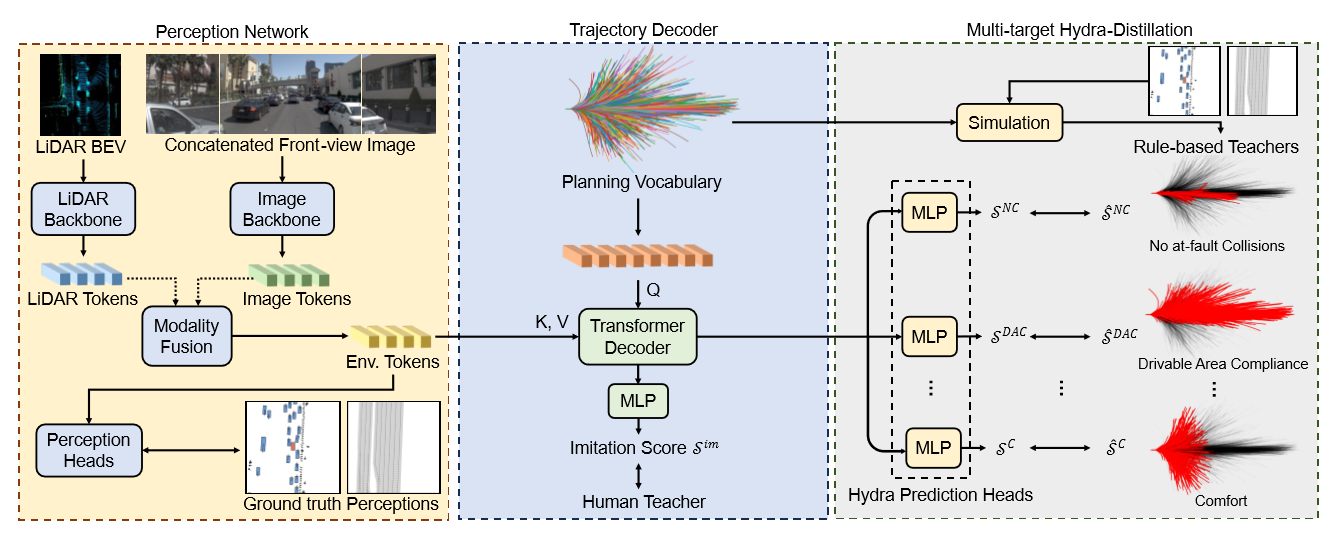 Perception Network
LiDAR BEV
Concatenated Front-view Image
LiDAR
Backbone
Image
Backbone
LiDAR Tokens
Image Tokens
Modality
Fusion
Env. Tokens
Perception
Heads
Ground truth Perceptions
Trajectory Decoder
Planning Vocabulary
Q
K, V
Transformer
Decoder
MLP
Imitation Score 𝒮^{im}
Human Teacher
Multi-target Hydra-Distillation
Simulation
Rule-based Teachers
MLP
𝒮^{NC}
𝒮̂^{NC}
No at-fault Collisions
MLP
𝒮^{DAC}
𝒮̂^{DAC}
Drivable Area Compliance
⋮
⋮
⋮
MLP
𝒮^{C}
𝒮̂^{C}
Comfort
Hydra Prediction Heads